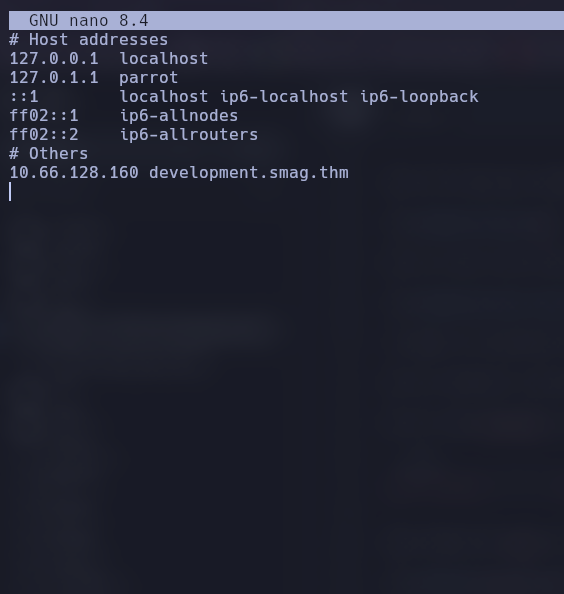 GNU nano 8.4
# Host addresses
127.0.0.1  localhost
127.0.1.1  parrot
::1        localhost ip6-localhost ip6-loopback
ff02::1    ip6-allnodes
ff02::2    ip6-allrouters
# Others
10.66.128.160 development.smag.thm